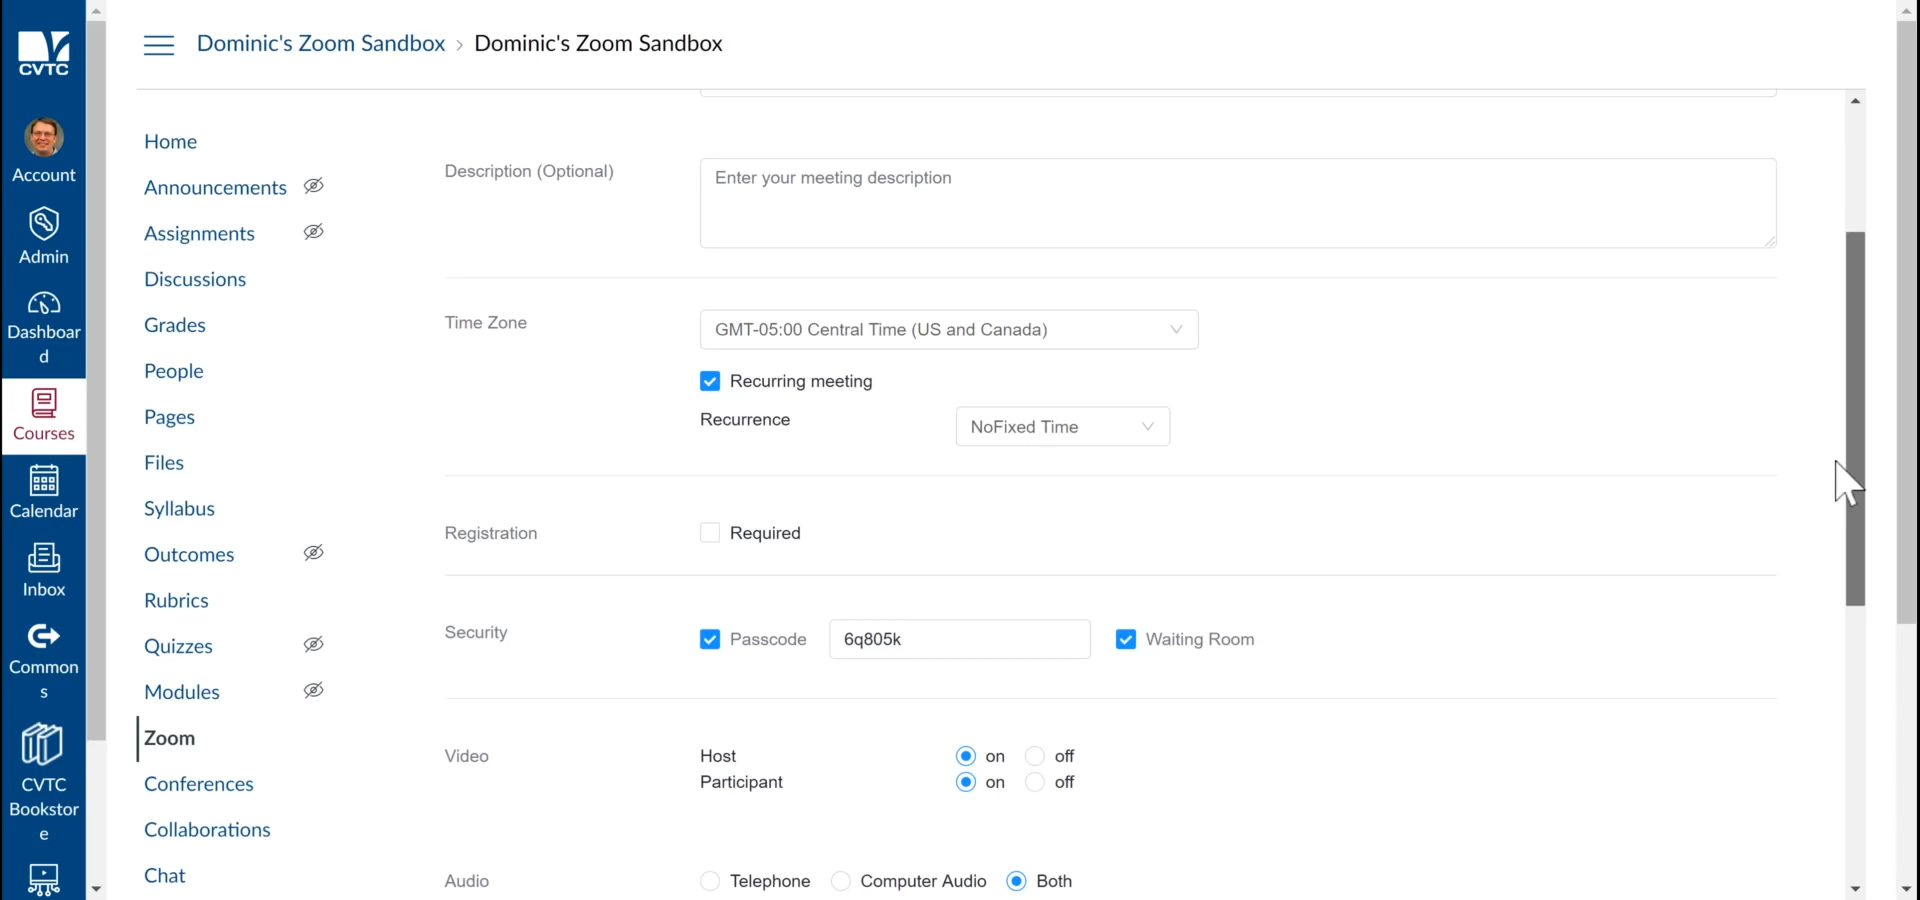 CVTC
Account
Admin
Dashboar
d
Courses
Calendar
Inbox
Common
s
CVTC
Bookstor
e
Dominic's Zoom Sandbox › Dominic's Zoom Sandbox
Home
Announcements
Assignments
Discussions
Grades
People
Pages
Files
Syllabus
Outcomes
Rubrics
Quizzes
Modules
Zoom
Conferences
Collaborations
Chat
Description (Optional)
Enter your meeting description
Time Zone
GMT-05:00 Central Time (US and Canada)
Recurring meeting
Recurrence NoFixed Time
Registration Required
Security Passcode 6q805k Waiting Room
Video Host on off
Participant on off
Audio Telephone Computer Audio Both